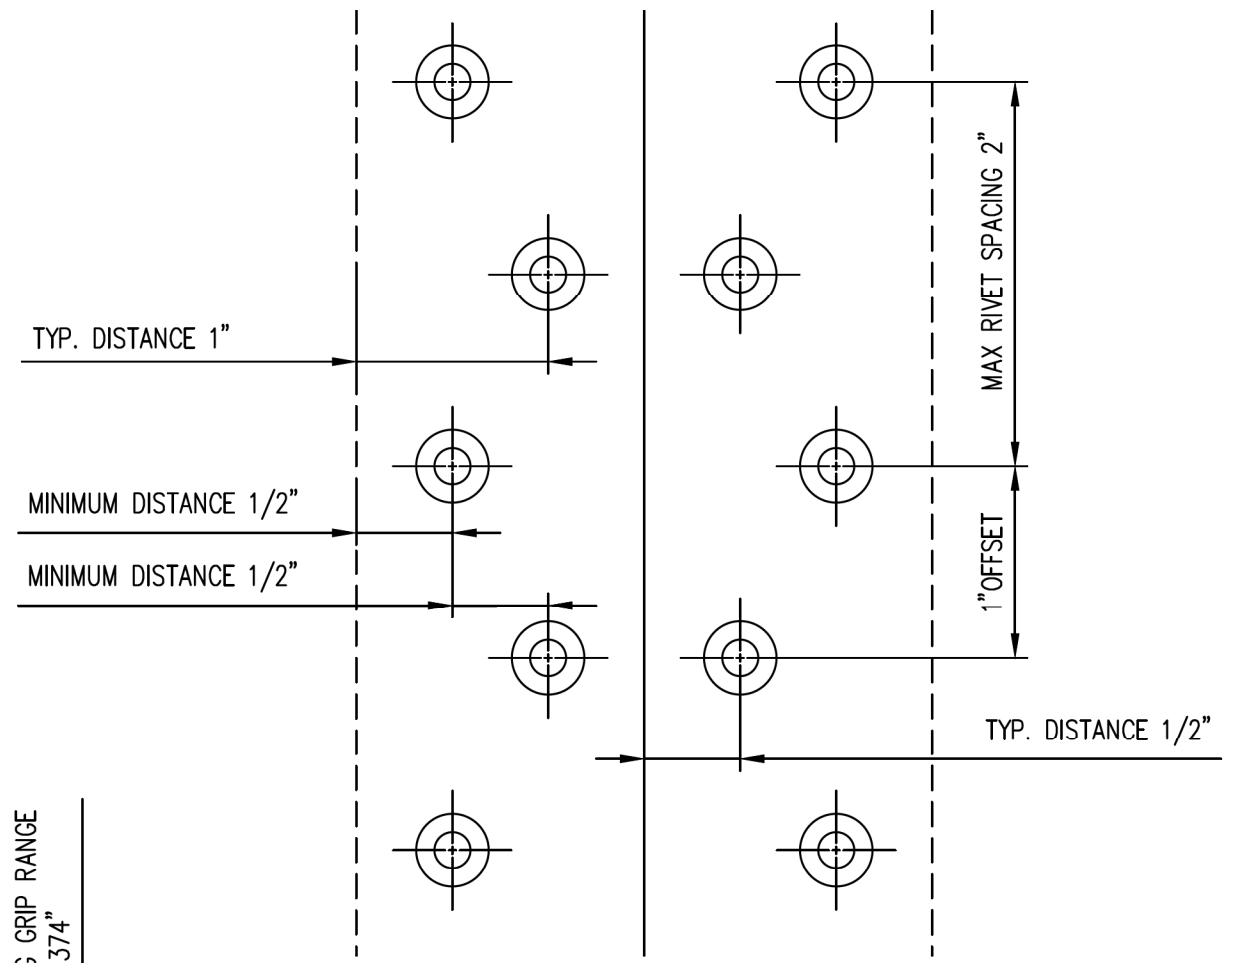 MAX RIVET SPACING 2"
TYP. DISTANCE 1"
MINIMUM DISTANCE 1/2"
1"OFFSET
MINIMUM DISTANCE 1/2"
TYP. DISTANCE 1/2"
GRIP RANGE
374"